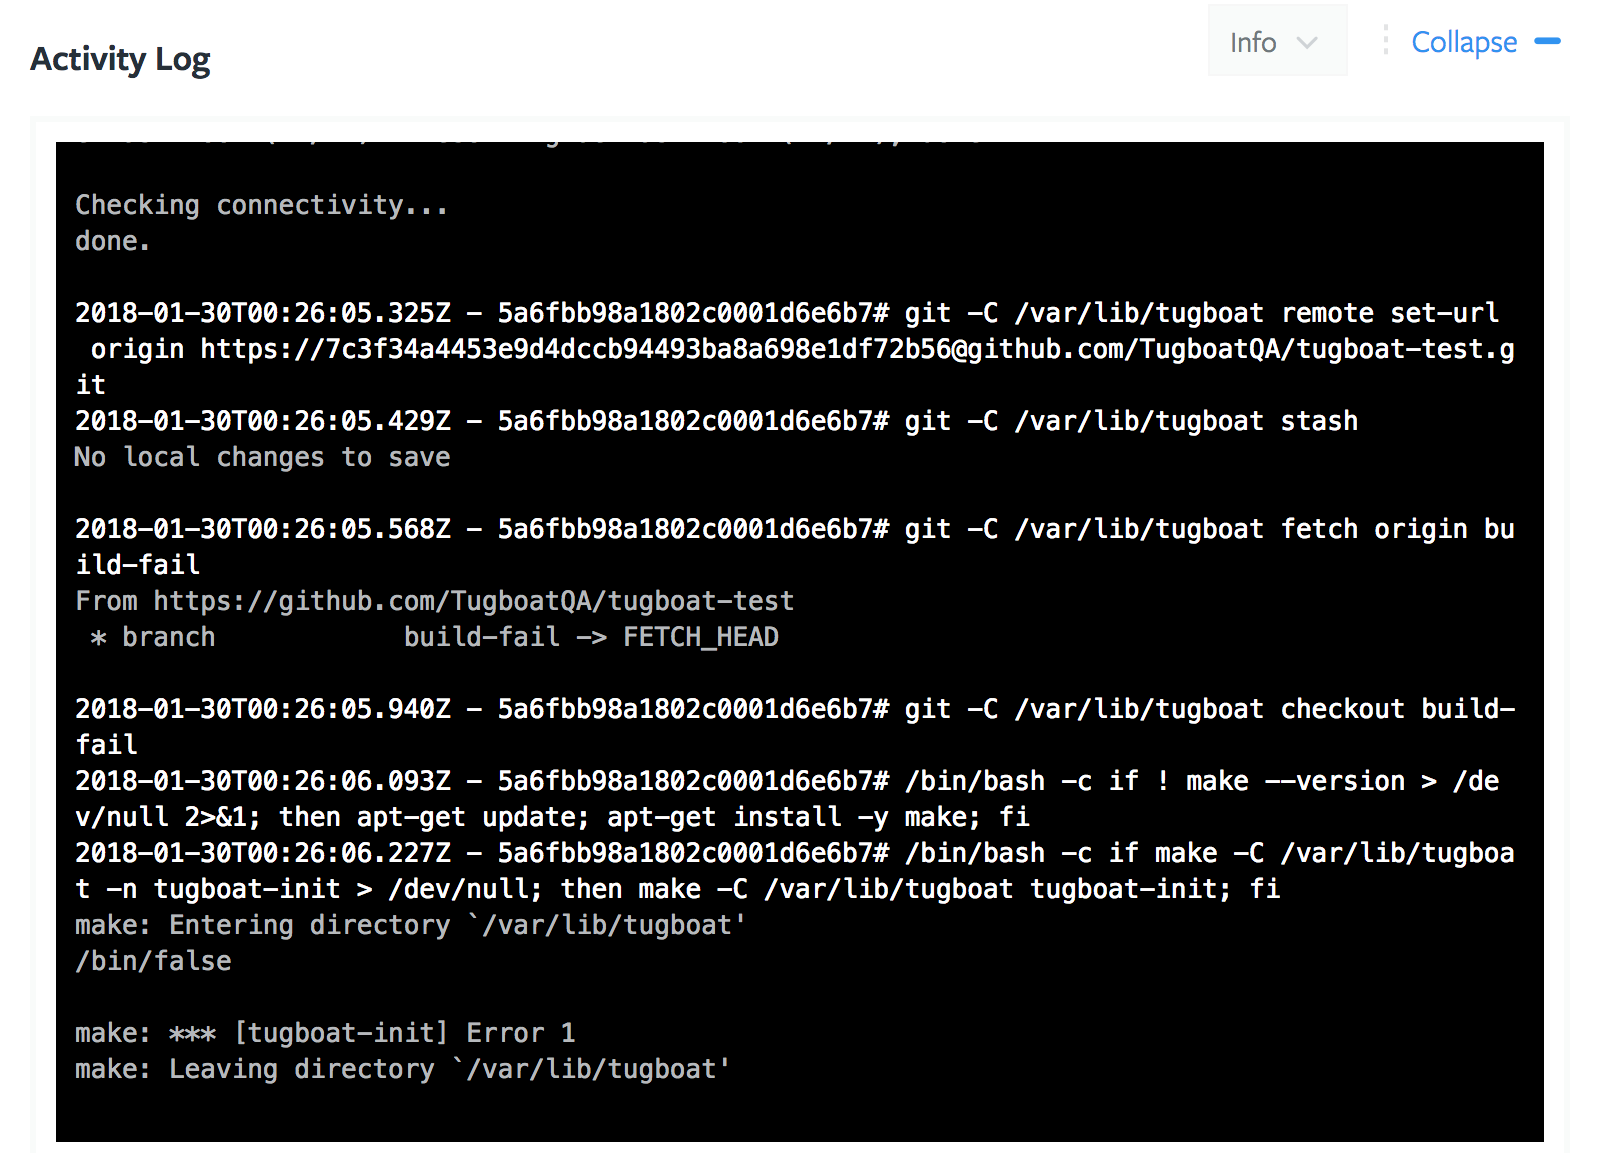 Activity Log
Info
Collapse
Checking connectivity...
done.
2018-01-30T00:26:05.325Z - 5a6fbb98a1802c0001d6e6b7# git -C /var/lib/tugboat remote set-url
origin https://7c3f34a4453e9d4dccb94493ba8a698e1df72b56@github.com/TugboatQA/tugboat-test.g
it
2018-01-30T00:26:05.429Z - 5a6fbb98a1802c0001d6e6b7# git -C /var/lib/tugboat stash
No local changes to save
2018-01-30T00:26:05.568Z - 5a6fbb98a1802c0001d6e6b7# git -C /var/lib/tugboat fetch origin bu
ild-fail
From https://github.com/TugboatQA/tugboat-test
* branch            build-fail -> FETCH_HEAD
2018-01-30T00:26:05.940Z - 5a6fbb98a1802c0001d6e6b7# git -C /var/lib/tugboat checkout build-
fail
2018-01-30T00:26:06.093Z - 5a6fbb98a1802c0001d6e6b7# /bin/bash -c if ! make --version > /de
v/null 2>&1; then apt-get update; apt-get install -y make; fi
2018-01-30T00:26:06.227Z - 5a6fbb98a1802c0001d6e6b7# /bin/bash -c if make -C /var/lib/tugboa
t -n tugboat-init > /dev/null; then make -C /var/lib/tugboat tugboat-init; fi
make: Entering directory `/var/lib/tugboat'
/bin/false
make: *** [tugboat-init] Error 1
make: Leaving directory `/var/lib/tugboat'